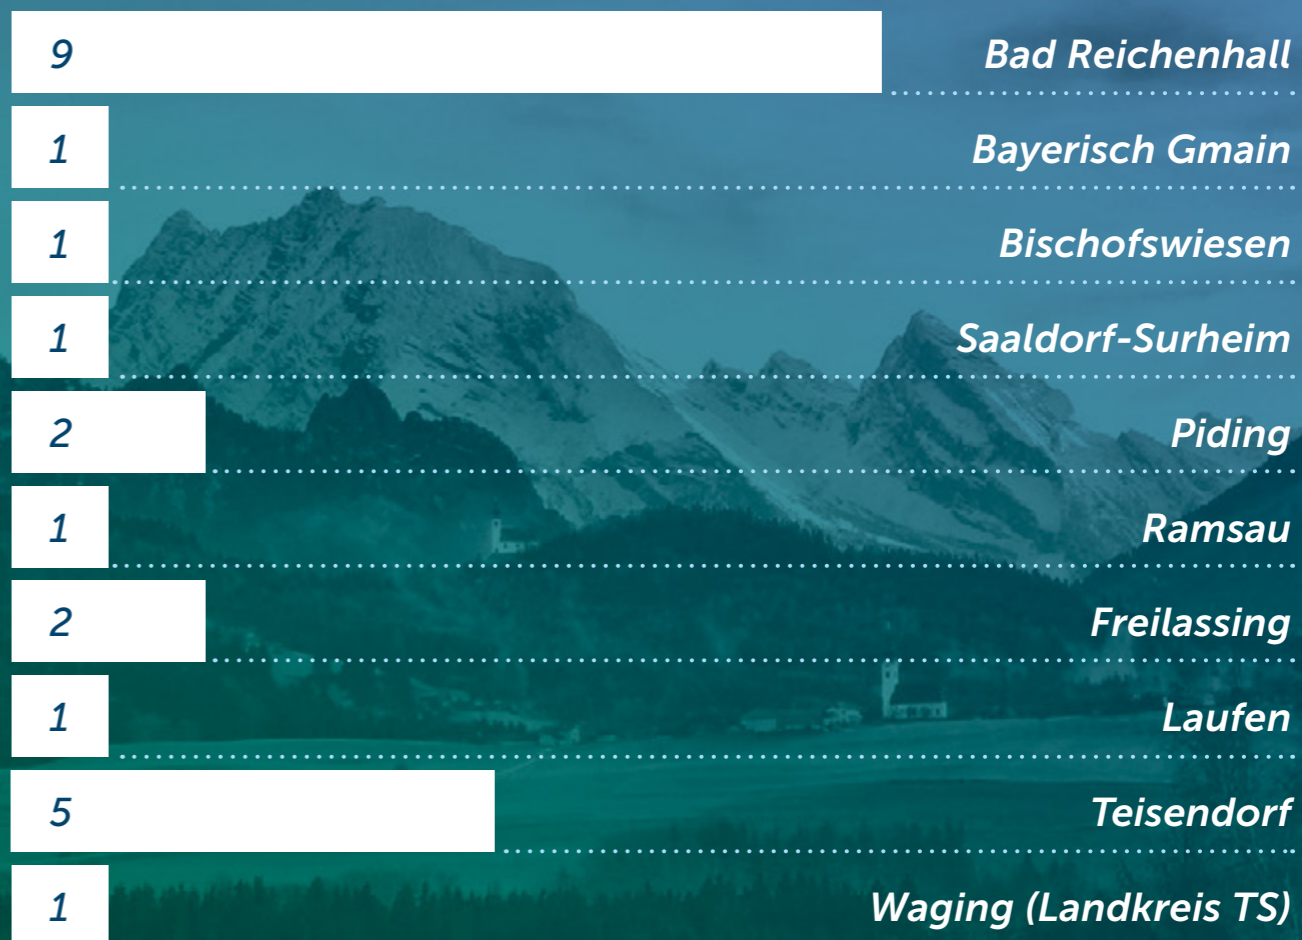 9 Bad Reichenhall
1 Bayerisch Gmain
1 Bischofswiesen
1 Saaldorf-Surheim
2 Piding
1 Ramsau
2 Freilassing
1 Laufen
5 Teisendorf
1 Waging (Landkreis TS)